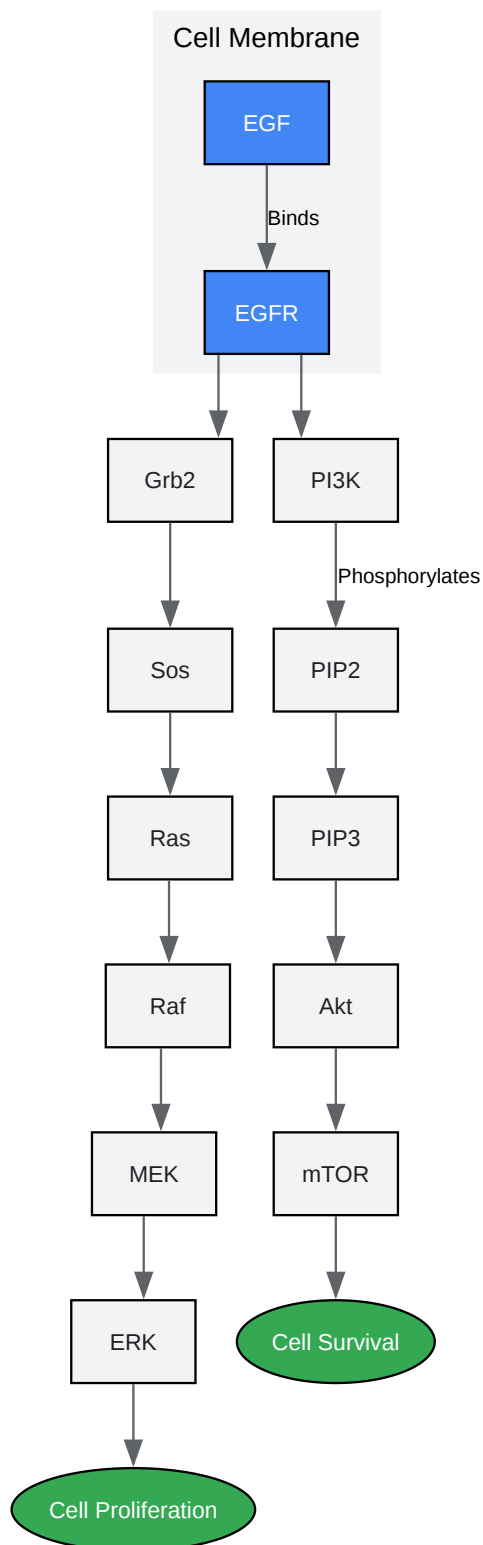 Cell Membrane
EGF
Binds
EGFR
Grb2
PI3K
Phosphorylates
Sos
PIP2
Ras
PIP3
Raf
Akt
MEK
mTOR
ERK
Cell Survival
Cell Proliferation